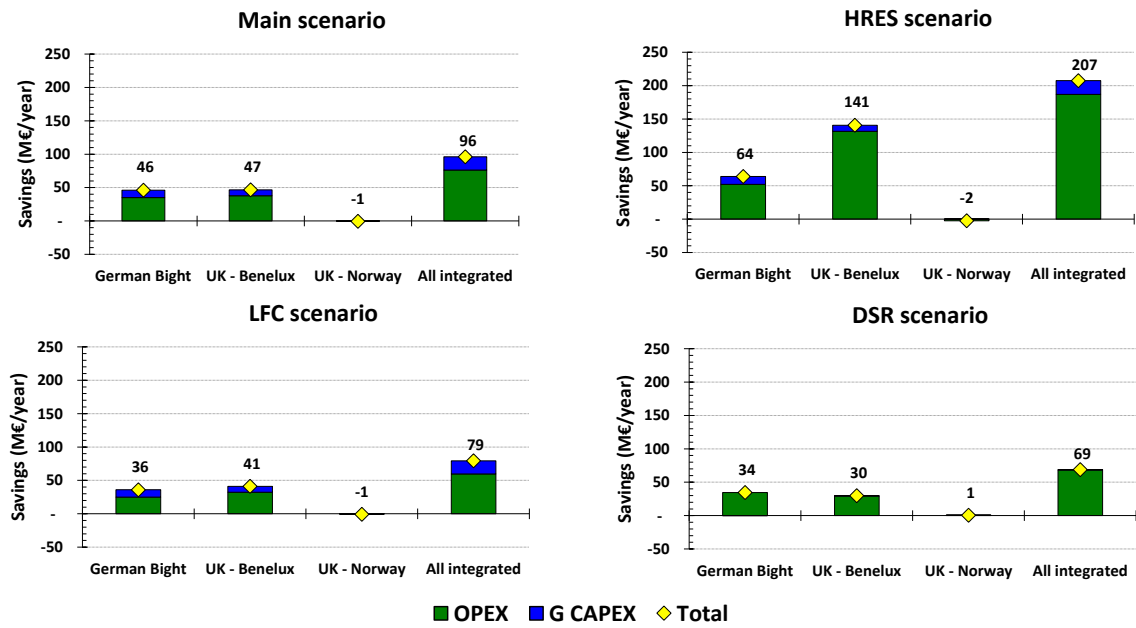 Main scenario
Savings (M€/year)
250
200
150
100
50
-
-50
46
47
-1
96
German Bight
UK - Benelux
UK - Norway
All integrated
HRES scenario
Savings (M€/year)
250
200
150
100
50
-
-50
64
141
-2
207
German Bight
UK - Benelux
UK - Norway
All integrated
LFC scenario
Savings (M€/year)
250
200
150
100
50
-
-50
36
41
-1
79
German Bight
UK - Benelux
UK - Norway
All integrated
DSR scenario
Savings (M€/year)
250
200
150
100
50
-
-50
34
30
1
69
German Bight
UK - Benelux
UK - Norway
All integrated
OPEX
G CAPEX
Total